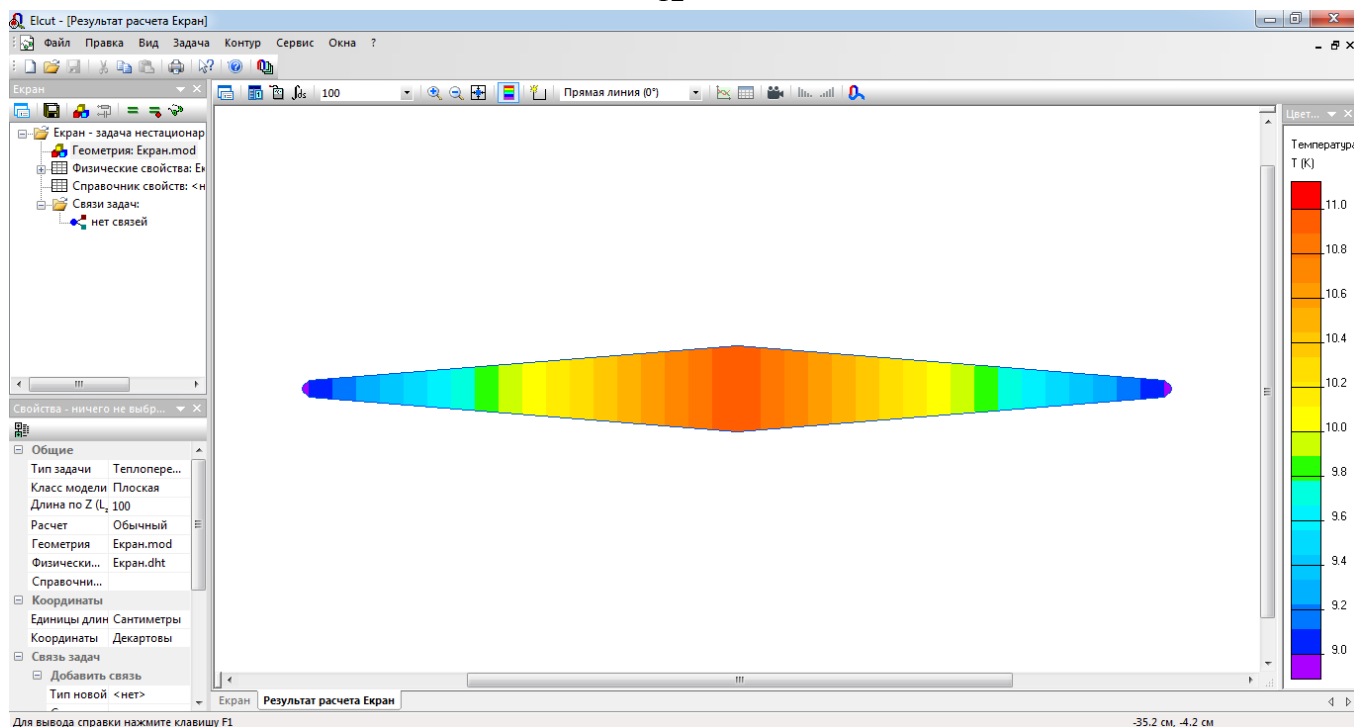 Elcut - [Результат расчета Екран]
Файл Правка Вид Задача Контур Сервис Окна ?
Екран
100
Прямая линия (0°)
Екран - задача нестационар
Геометрия: Екран.mod
Физические свойства: Ек
Справочник свойств: <н
Связи задач:
нет связей
Цвет...
Температура
T (K)
11.0
10.8
10.6
10.4
10.2
10.0
9.8
9.6
9.4
9.2
9.0
Свойства - ничего не выбр...
Общие
Тип задачи Теплопере...
Класс модели Плоская
Длина по Z (Lz 100
Расчет Обычный
Геометрия Екран.mod
Физически... Екран.dht
Справочни...
Координаты
Единицы длин Сантиметры
Координаты Декартовы
Связь задач
Добавить связь
Тип новой <нет>
Екран Результат расчета Екран
Для вывода справки нажмите клавишу F1
-35.2 см, -4.2 см